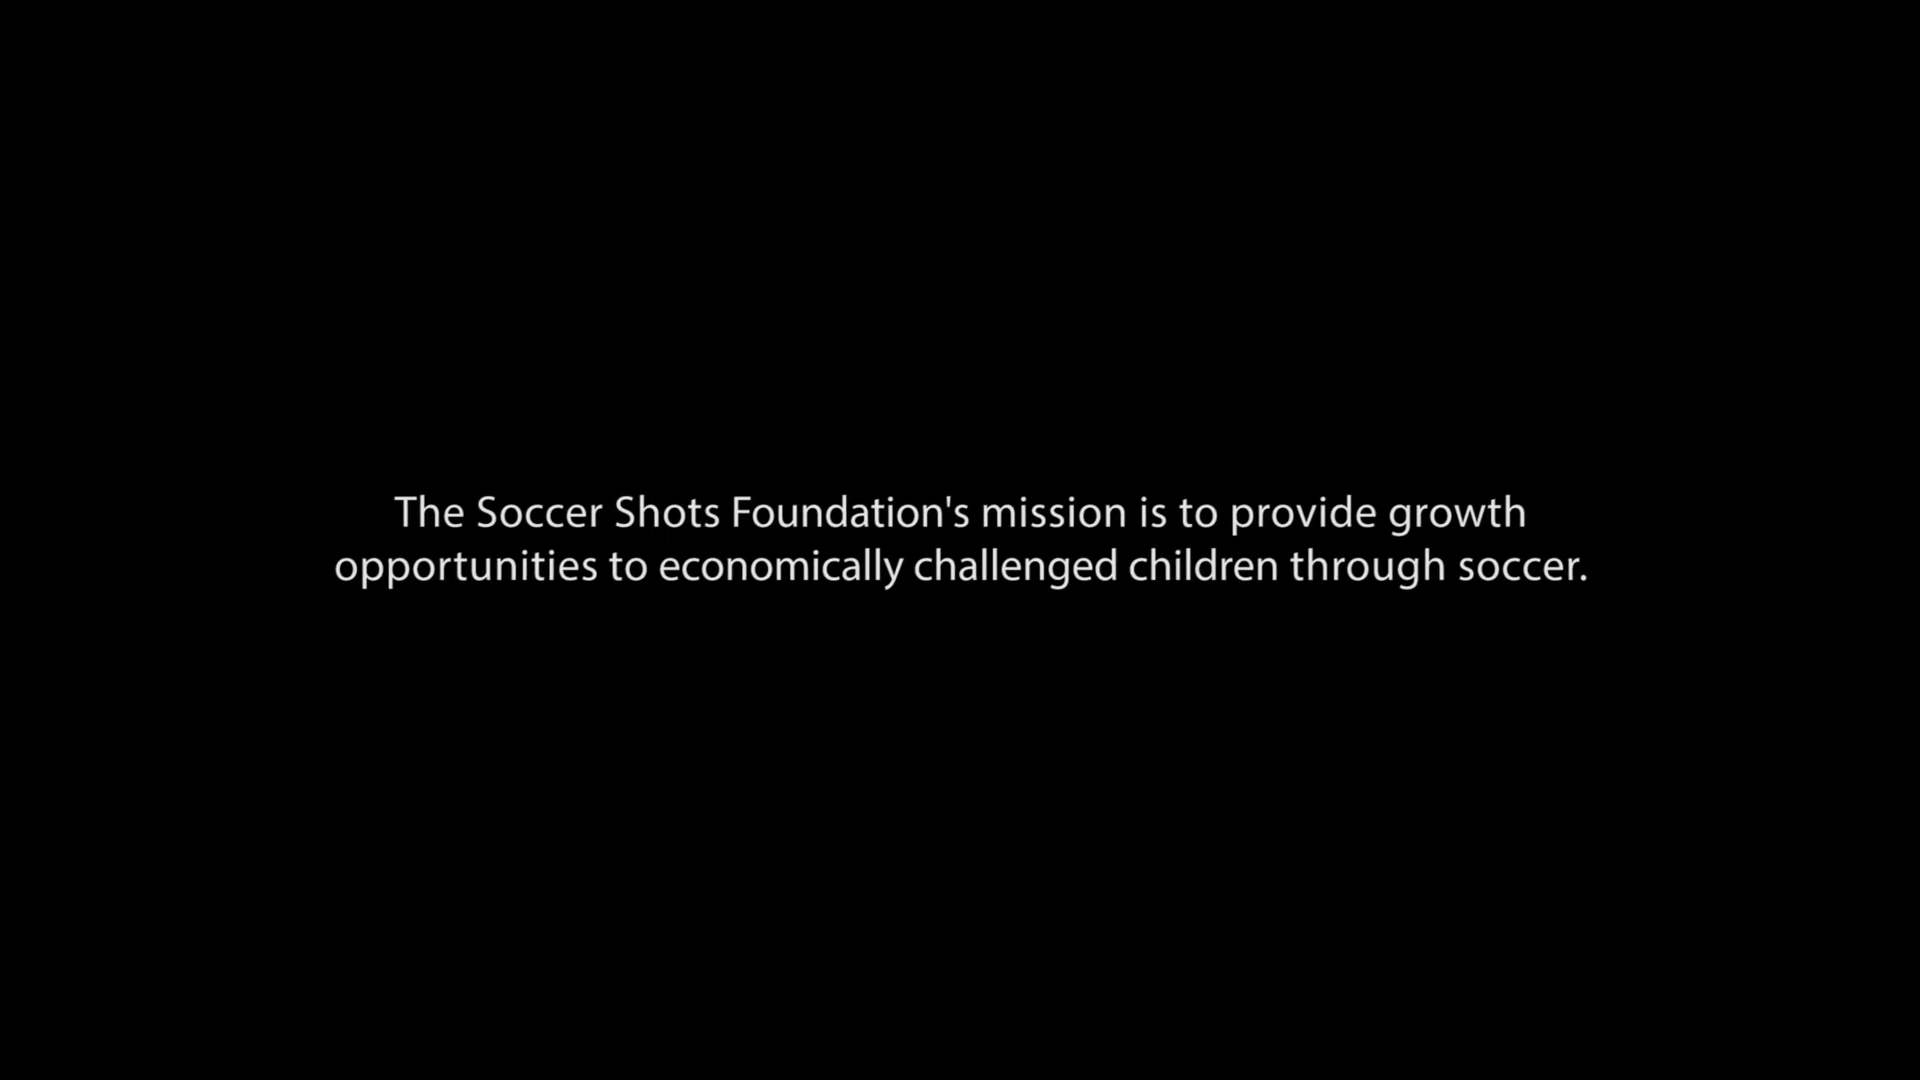 The Soccer Shots Foundation's mission is to provide growth
opportunities to economically challenged children through soccer.